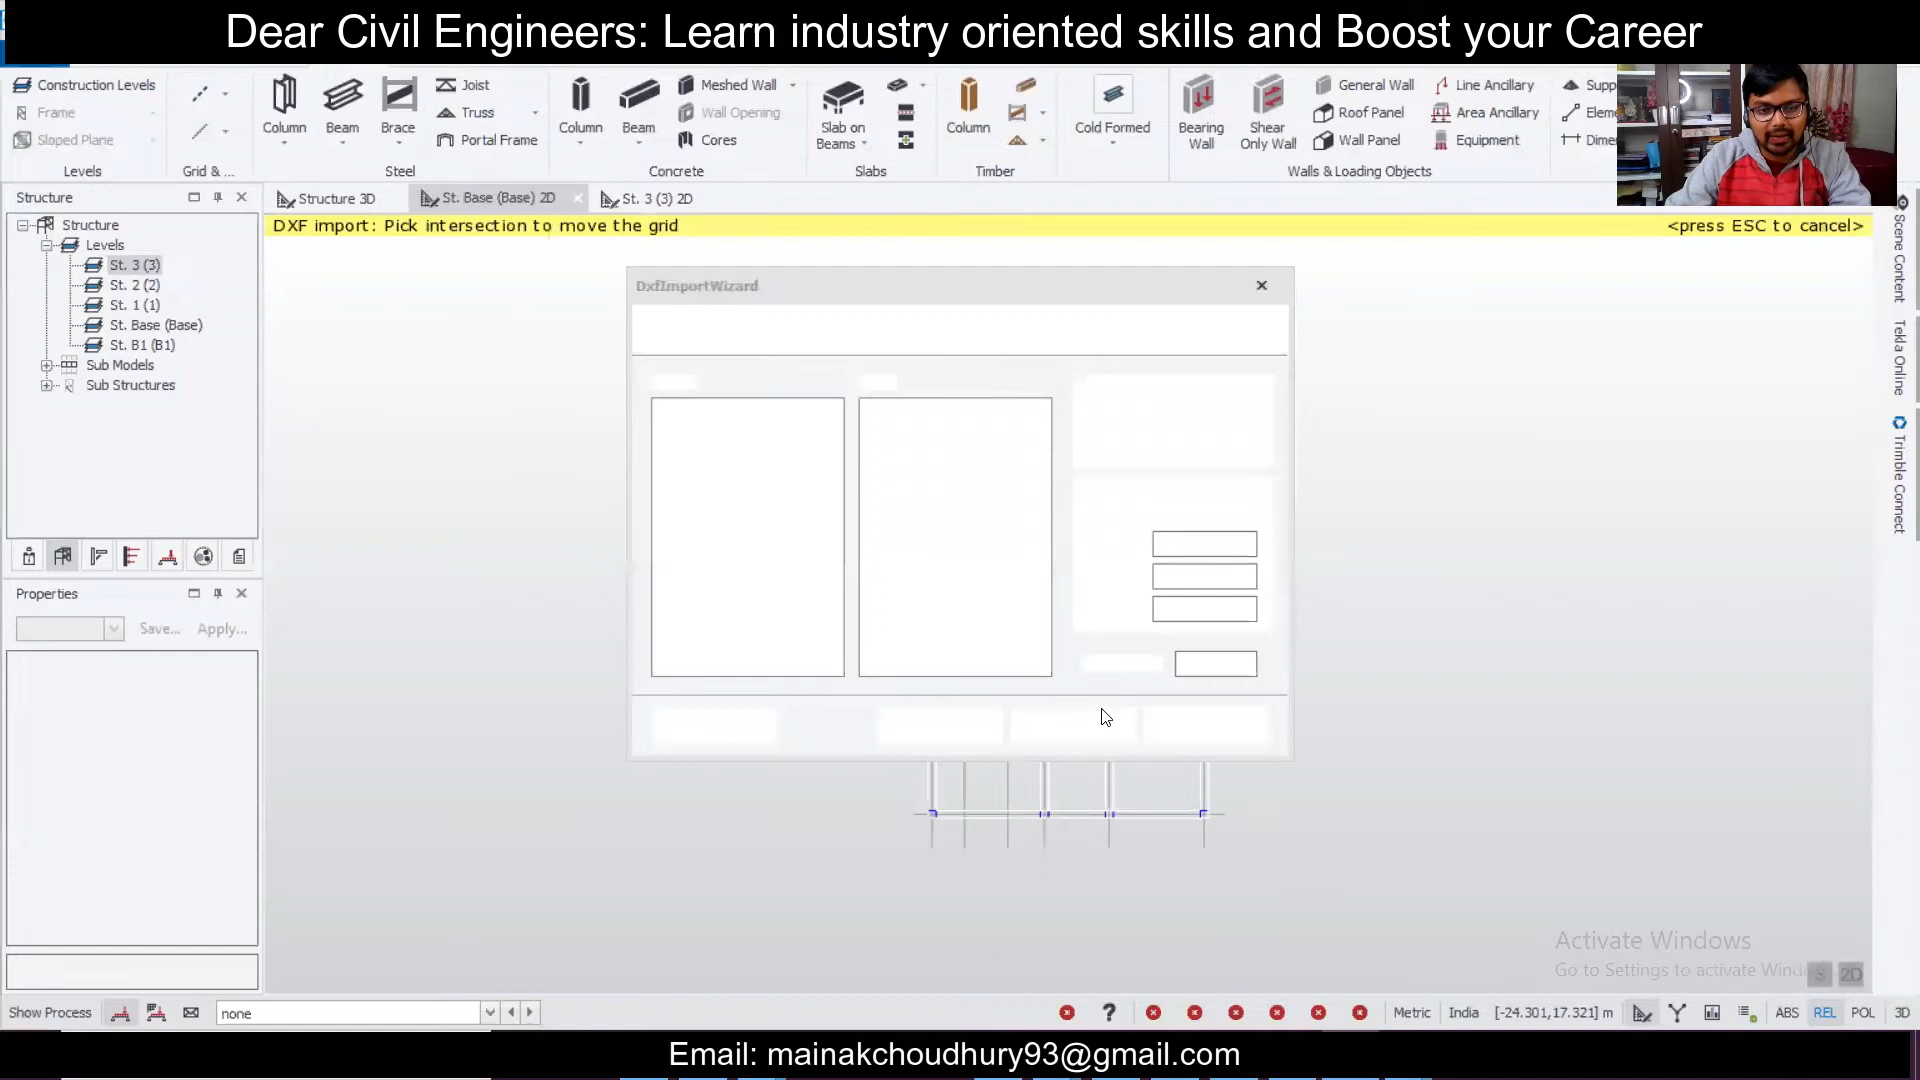 Dear Civil Engineers: Learn industry oriented skills and Boost your Career
Construction Levels
Frame
Sloped Plane
Levels
Grid & ...
Column
Beam
Brace
Joist
Truss
Portal Frame
Steel
Column
Beam
Meshed Wall
Wall Opening
Cores
Concrete
Slab on
Beams
Slabs
Column
Timber
Cold Formed
Bearing
Wall
Shear
Only Wall
General Wall
Roof Panel
Wall Panel
Line Ancillary
Area Ancillary
Equipment
Walls & Loading Objects
Structure
Structure 3D
St. Base (Base) 2D
St. 3 (3) 2D
DXF import: Pick intersection to move the grid
<press ESC to cancel>
Structure
Levels
St. 3 (3)
St. 2 (2)
St. 1 (1)
St. Base (Base)
St. B1 (B1)
Sub Models
Sub Structures
DxfImportWizard
Scene Content
Tekla Online
Trimble Connect
Properties
Save...
Apply...
Activate Windows
Go to Settings to activate
S
2D
Show Process
none
Metric
India
[-24.301,17.321] m
ABS
REL
POL
3D
Email: mainakchoudhury93@gmail.com